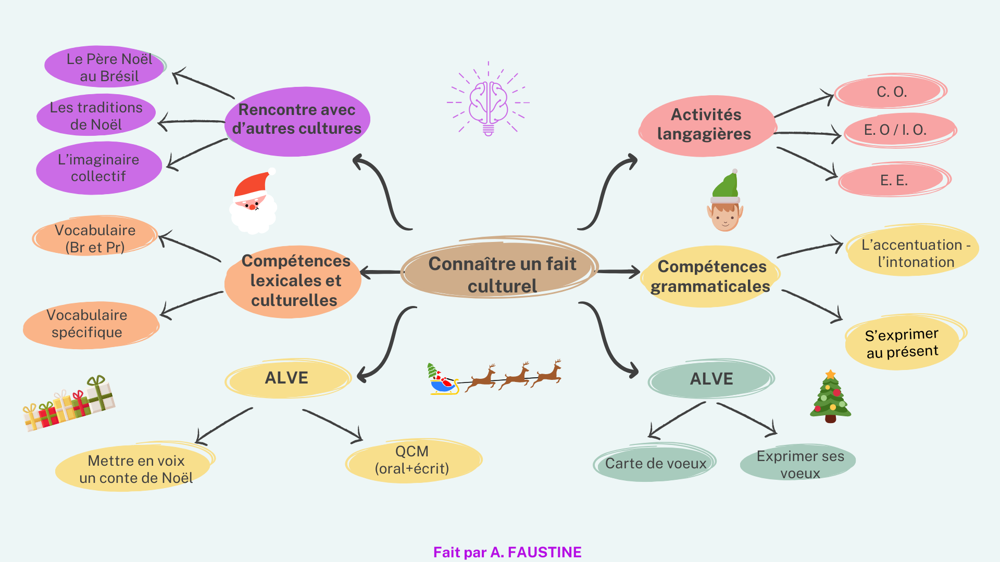 Le Père Noël
au Brésil
Les traditions
de Noël
L’imaginaire
collectif
Rencontre avec
d’autres cultures
Activités
langagières
C. O.
E. O / I. O.
E. E.
Vocabulaire
(Br et Pr)
Vocabulaire
spécifique
Compétences
lexicales et
culturelles
Connaître un fait
culturel
Compétences
grammaticales
L’accentuation -
l’intonation
S’exprimer
au présent
ALVE
Mettre en voix
un conte de Noël
QCM
(oral+écrit)
ALVE
Carte de voeux
Exprimer ses
voeux
Fait par A. FAUSTINE